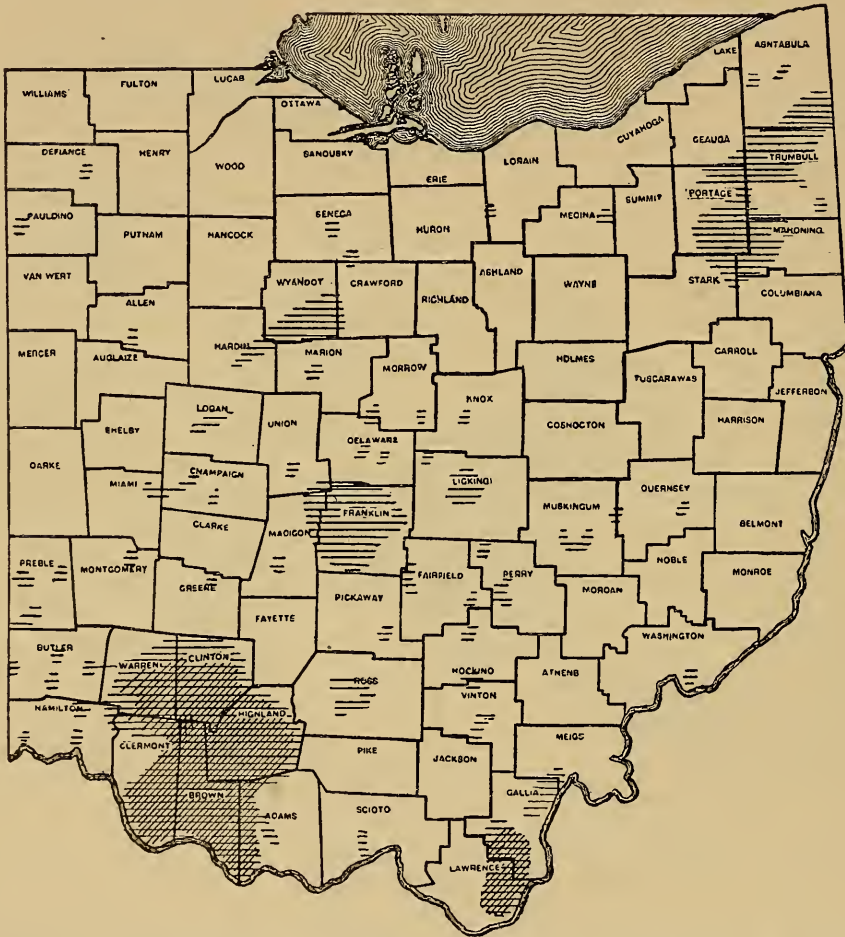 LAKE
ASHTABULA
WILLIAMS
FULTON
LUCAS
OTTAWA
CUYAHOGA
GEAUGA
TRUMBULL
DEFIANCE
HENRY
WOOD
SANDUSKY
ERIE
LORAIN
PORTAGE
SUMMIT
MEDINA
PAULDING
PUTNAM
HANCOCK
SENECA
HURON
MAHONING
VAN WERT
ALLEN
WYANDOT
CRAWFORD
RICHLAND
ASHLAND
WAYNE
STARK
COLUMBIANA
MERCER
AUGLAIZE
HARDIN
MARION
MORROW
HOLMES
TUSCARAWAS
CARROLL
JEFFERSON
SHELBY
LOGAN
UNION
DELAWARE
KNOX
COSHOCTON
HARRISON
DARKE
MIAMI
CHAMPAIGN
CLARKE
MADISON
FRANKLIN
LICKING
MUSKINGUM
GUERNSEY
BELMONT
PREBLE
MONTGOMERY
GREENE
FAYETTE
PICKAWAY
FAIRFIELD
PERRY
MORGAN
NOBLE
MONROE
BUTLER
WARREN
CLINTON
ROSS
HOCKING
ATHENS
WASHINGTON
HAMILTON
CLERMONT
HIGHLAND
PIKE
VINTON
JACKSON
MEIGS
BROWN
ADAMS
SCIOTO
GALLIA
LAWRENCE